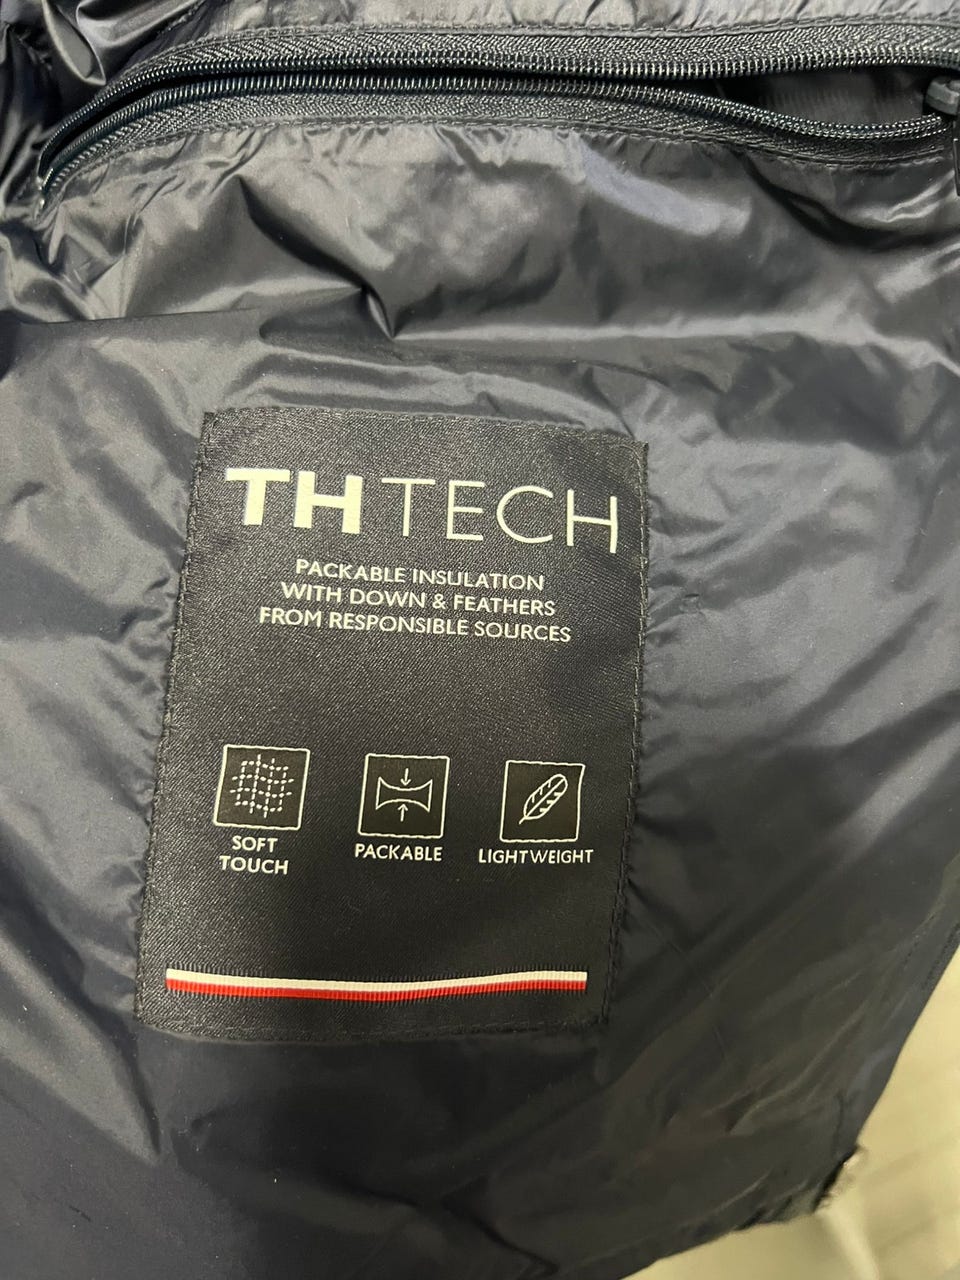 TH TECH
PACKABLE INSULATION
WITH DOWN & FEATHERS
FROM RESPONSIBLE SOURCES
SOFT
TOUCH
PACKABLE
LIGHTWEIGHT